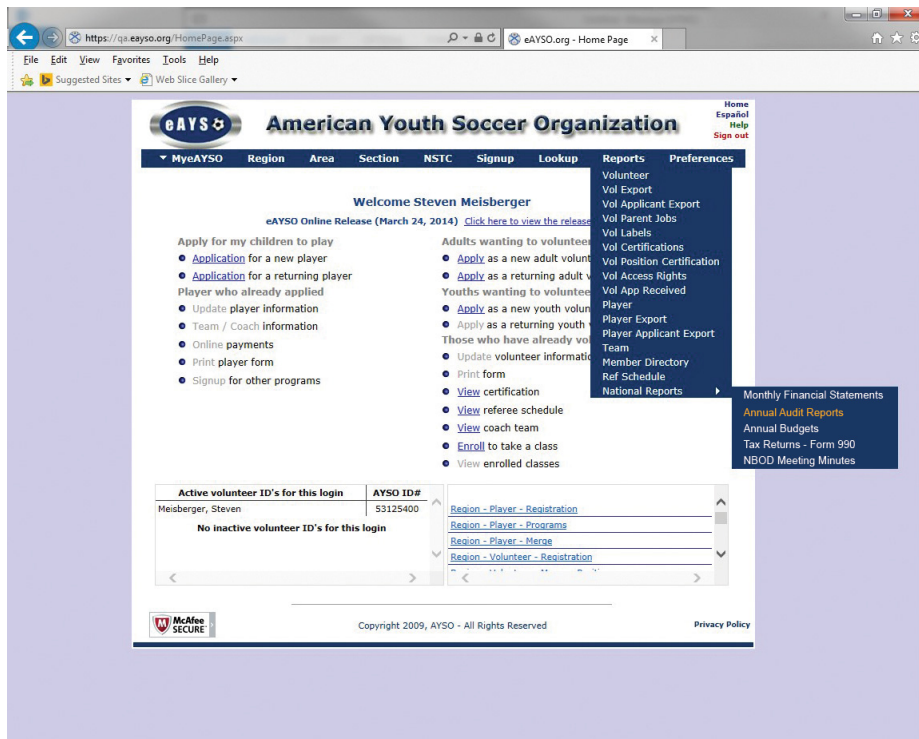 https://qa.eayso.org/HomePage.aspx
eAYSO.org - Home Page
File Edit View Favorites Tools Help
Suggested Sites Web Slice Gallery
eAYSO
American Youth Soccer Organization
Home
Español
Help
Sign out
MyeAYSO Region Area Section NSTC Signup Lookup Reports Preferences
Welcome Steven Meisberger
eAYSO Online Release (March 24, 2014) Click here to view the release
Apply for my children to play
Application for a new player
Application for a returning player
Player who already applied
Update player information
Team / Coach information
Online payments
Print player form
Signup for other programs
Adults wanting to volunteer
Apply as a new adult volunt
Apply as a returning adult v
Youths wanting to voluntee
Apply as a new youth volun
Apply as a returning youth
Those who have already vol
Update volunteer informatio
Print form
View certification
View referee schedule
View coach team
Enroll to take a class
View enrolled classes
Volunteer
Vol Export
Vol Applicant Export
Vol Parent Jobs
Vol Labels
Vol Certifications
Vol Position Certification
Vol Access Rights
Vol App Received
Player
Player Export
Player Applicant Export
Team
Member Directory
Ref Schedule
National Reports
Monthly Financial Statements
Annual Audit Reports
Annual Budgets
Tax Returns - Form 990
NBOD Meeting Minutes
Active volunteer ID's for this login AYSO ID#
Meisberger, Steven 53125400
No inactive volunteer ID's for this login
Region - Player - Registration
Region - Player - Programs
Region - Player - Merge
Region - Volunteer - Registration
McAfee
SECURE
Copyright 2009, AYSO - All Rights Reserved
Privacy Policy